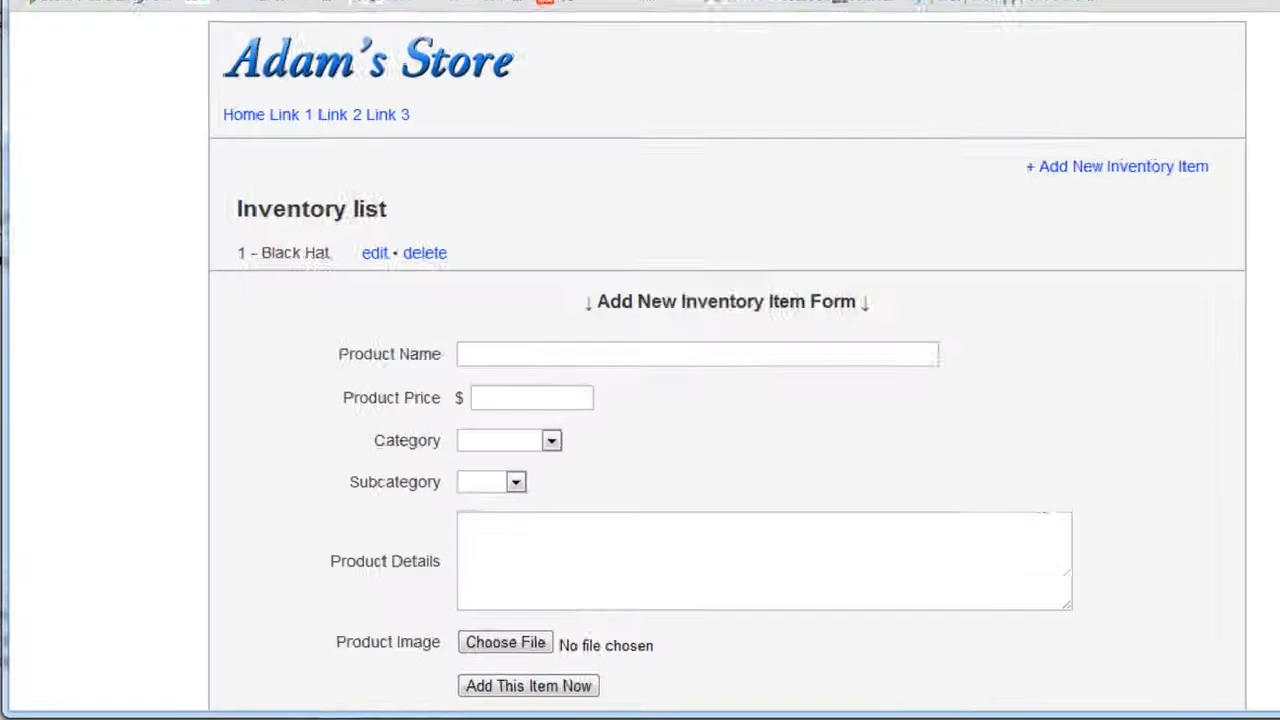 Adam's Store
Home Link 1 Link 2 Link 3
+ Add New Inventory Item
Inventory list
1 - Black Hat edit • delete
↓ Add New Inventory Item Form ↓
Product Name
Product Price $
Category
Subcategory
Product Details
Product Image Choose File No file chosen
Add This Item Now